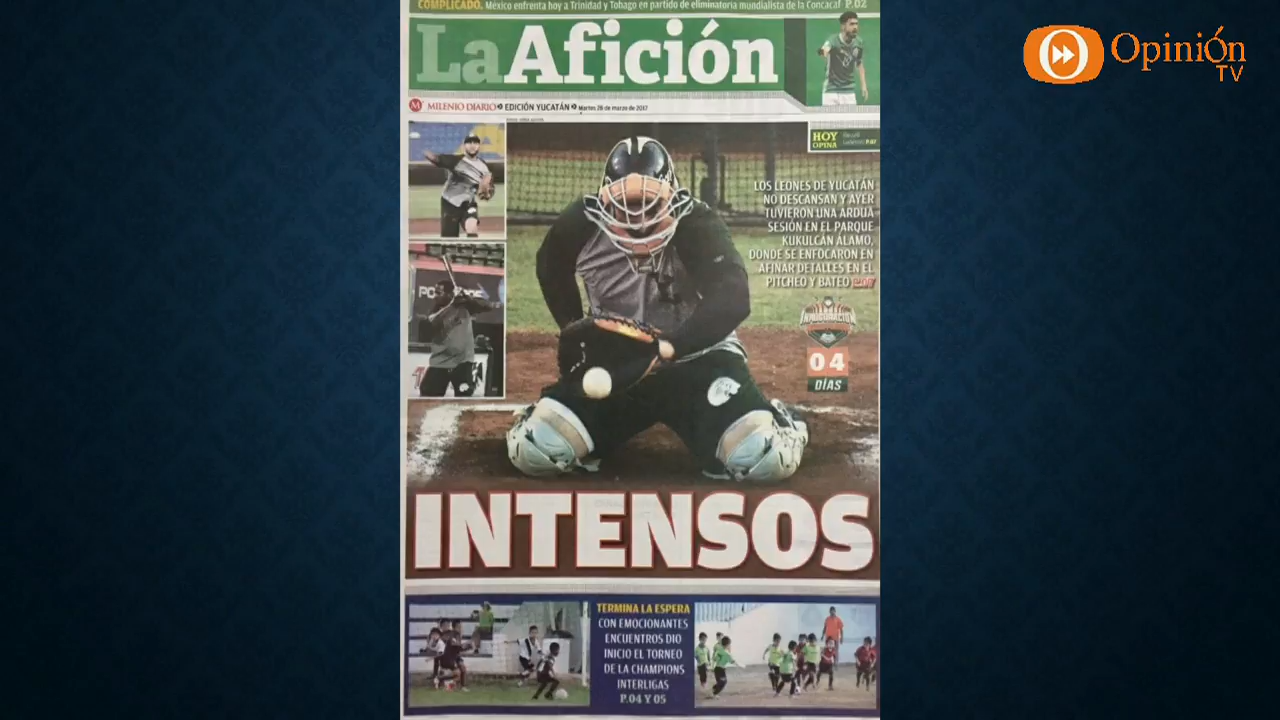 COMPLICADO. México enfrenta hoy a Trinidad y Tobago en partido de eliminatoria mundialista de la Concacaf P.02
LaAfición
Opinión
TV
M MILENIO DIARIO EDICIÓN YUCATÁN Martes 28 de marzo de 2017
HOY
OPINA
LOS LEONES DE YUCATÁN
NO DESCANSAN Y AYER
TUVIERON UNA ARDUA
SESIÓN EN EL PARQUE
KUKULCÁN ÁLAMO,
DONDE SE ENFOCARON EN
AFINAR DETALLES EN EL
PITCHEO Y BATEO
INAUGURACIÓN
04
DÍAS
INTENSOS
TERMINA LA ESPERA
CON EMOCIONANTES
ENCUENTROS DIO
INICIO EL TORNEO
DE LA CHAMPIONS
INTERLIGAS
P.04 Y 05